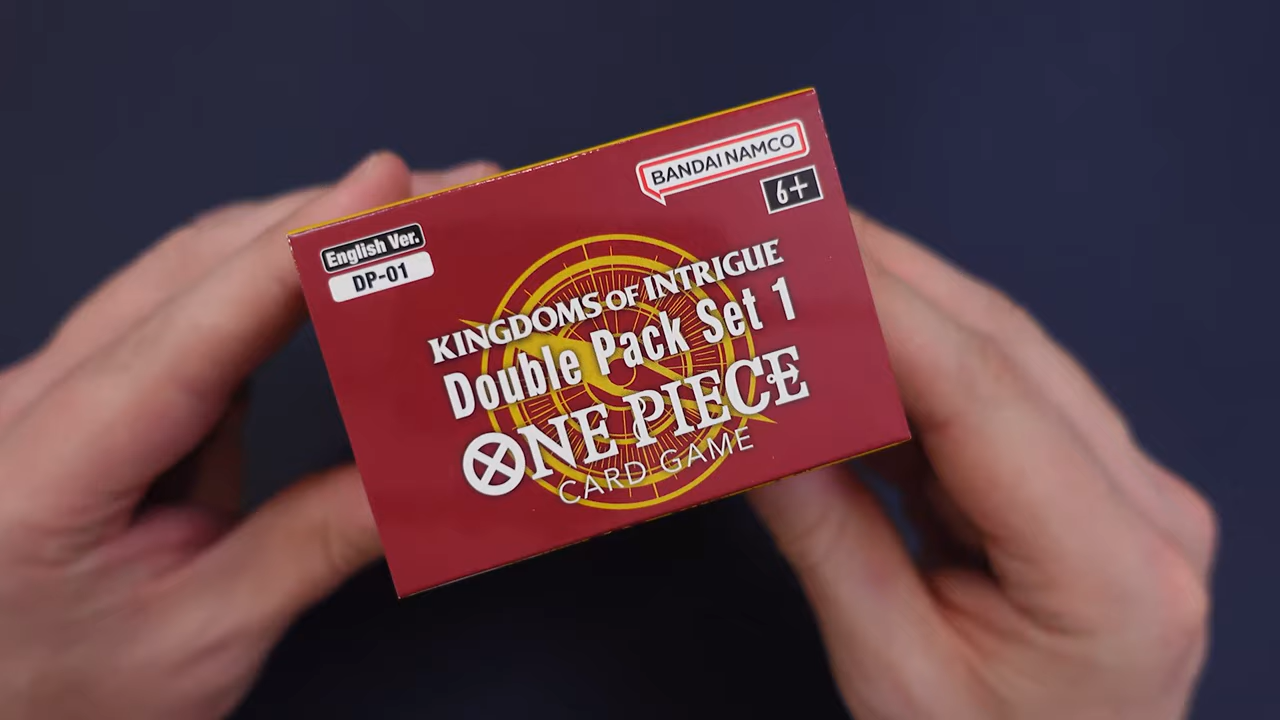 BANDAI NAMCO
6+
English Ver.
DP-01
KINGDOMS OF INTRIGUE
Double Pack Set 1
ONE PIECE
CARD GAME